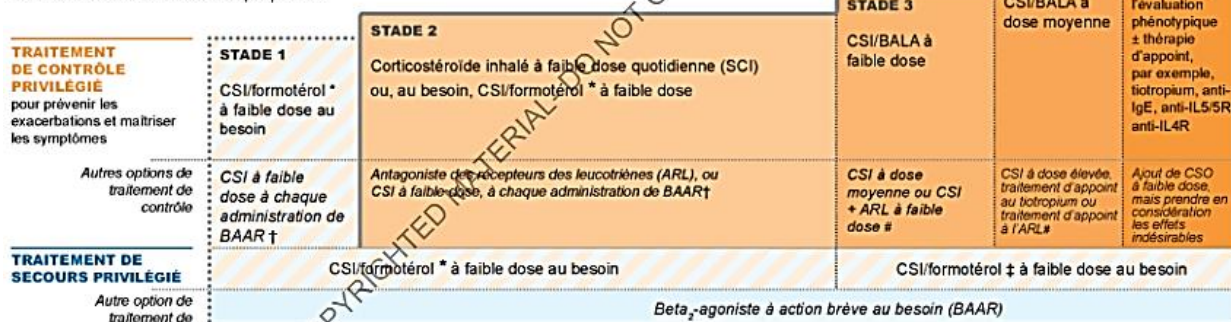 STADE 3
CSI/BALA à
dose moyenne
l'évaluation
phénotypique
± thérapie
d'appoint,
par exemple,
tiotropium, anti-
IgE, anti-IL5/5R
anti-IL4R
CSI/BALA à
faible dose
STADE 2
Corticostéroïde inhalé à faible dose quotidienne (SCI)
ou, au besoin, CSI/formotérol * à faible dose
STADE 1
CSI/formotérol *
à faible dose au
besoin
TRAITEMENT
DE CONTRÔLE
PRIVILÉGIÉ
pour prévenir les
exacerbations et maîtriser
les symptômes
Autres options de
traitement de
contrôle
CSI à faible
dose à chaque
administration de
BAAR †
Antagoniste des récepteurs des leucotriènes (ARL), ou
CSI à faible dose, à chaque administration de BAAR†
CSI à dose
moyenne ou CSI
+ ARL à faible
dose #
CSI à dose élevée,
traitement d'appoint
au tiotropium ou
traitement d'appoint
à l'ARL#
Ajout de CSO
à faible dose,
mais prendre en
considération
les effets
indésirables
TRAITEMENT DE
SECOURS PRIVILÉGIÉ
CSI/formotérol * à faible dose au besoin
CSI/formotérol ‡ à faible dose au besoin
Autre option de
traitement de
Beta₂-agoniste à action brève au besoin (BAAR)
PYRIGHTED MATERIAL- DO NOT